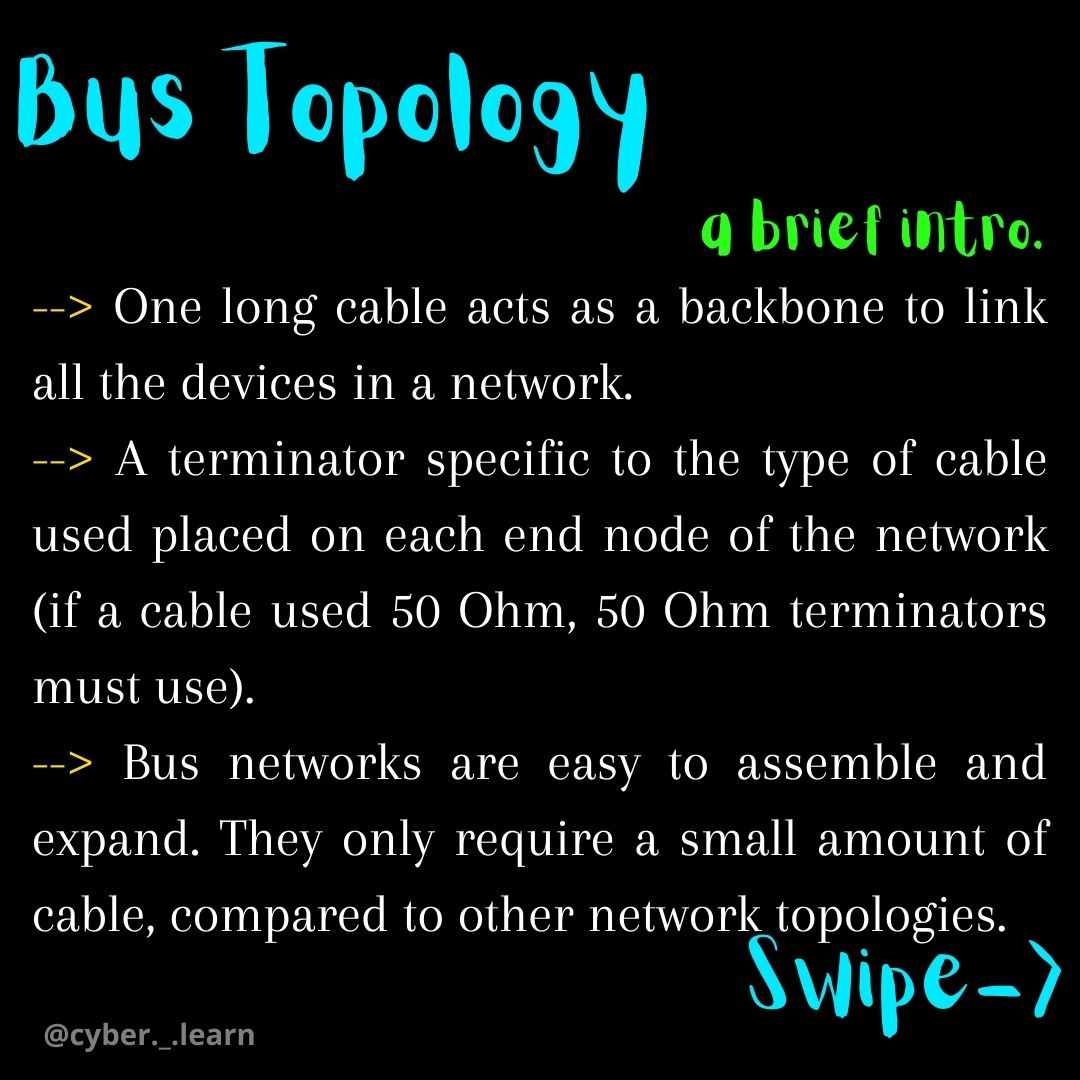 Bus Topology
a brief intro.
--> One long cable acts as a backbone to link
all the devices in a network.
--> A terminator specific to the type of cable
used placed on each end node of the network
(if a cable used 50 Ohm, 50 Ohm terminators
must use).
--> Bus networks are easy to assemble and
expand. They only require a small amount of
cable, compared to other network topologies.
Swipe->
@cyber._.learn